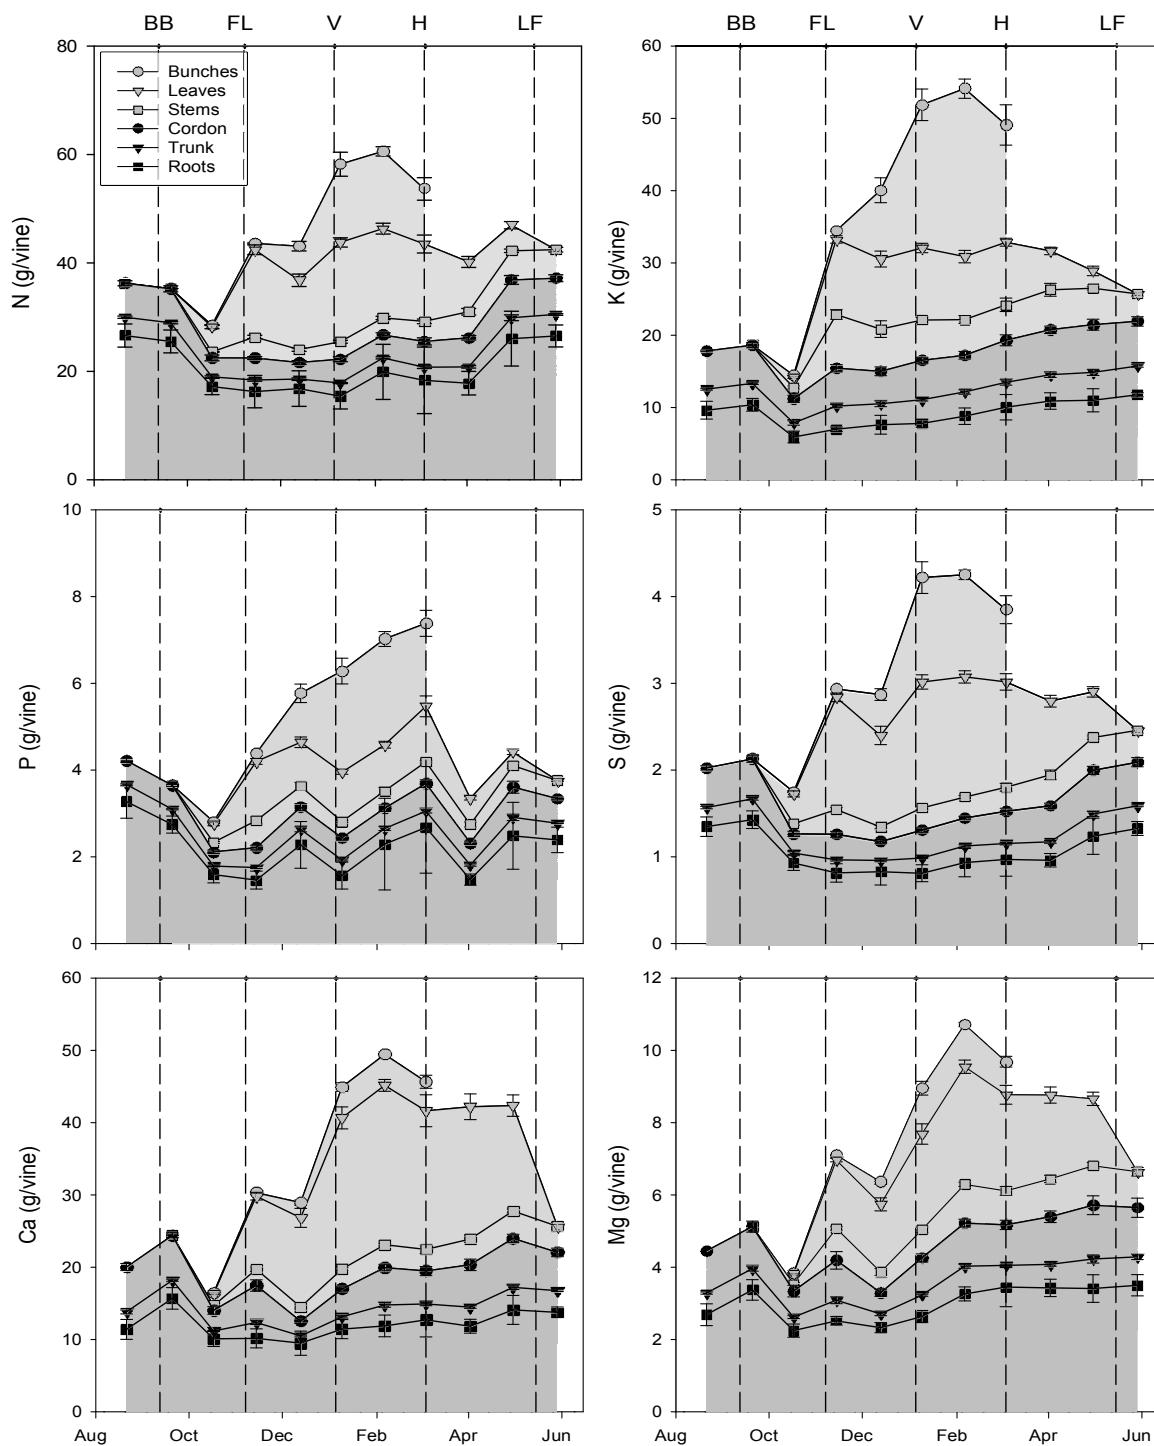 BB FL V H LF
BB FL V H LF
Bunches
Leaves
Stems
Cordon
Trunk
Roots
N (g/vine)
80
60
40
20
0
K (g/vine)
60
50
40
30
20
10
0
P (g/vine)
10
8
6
4
2
0
S (g/vine)
5
4
3
2
1
0
Ca (g/vine)
60
50
40
30
20
10
0
Aug Oct Dec Feb Apr Jun
Mg (g/vine)
12
10
8
6
4
2
0
Aug Oct Dec Feb Apr Jun